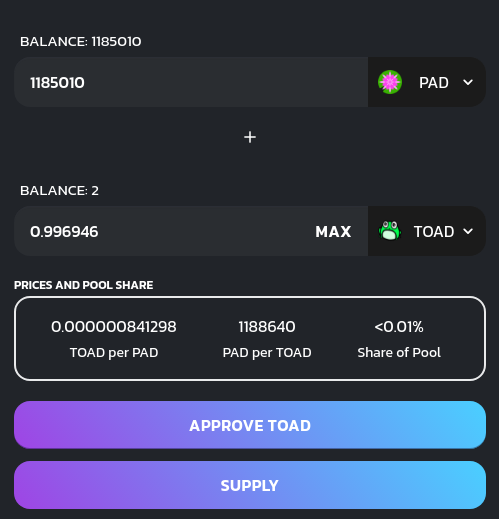 BALANCE: 1185010
1185010 PAD
+
BALANCE: 2
0.996946 MAX TOAD
PRICES AND POOL SHARE
0.000000841298 1188640 <0.01%
TOAD per PAD PAD per TOAD Share of Pool
APPROVE TOAD
SUPPLY